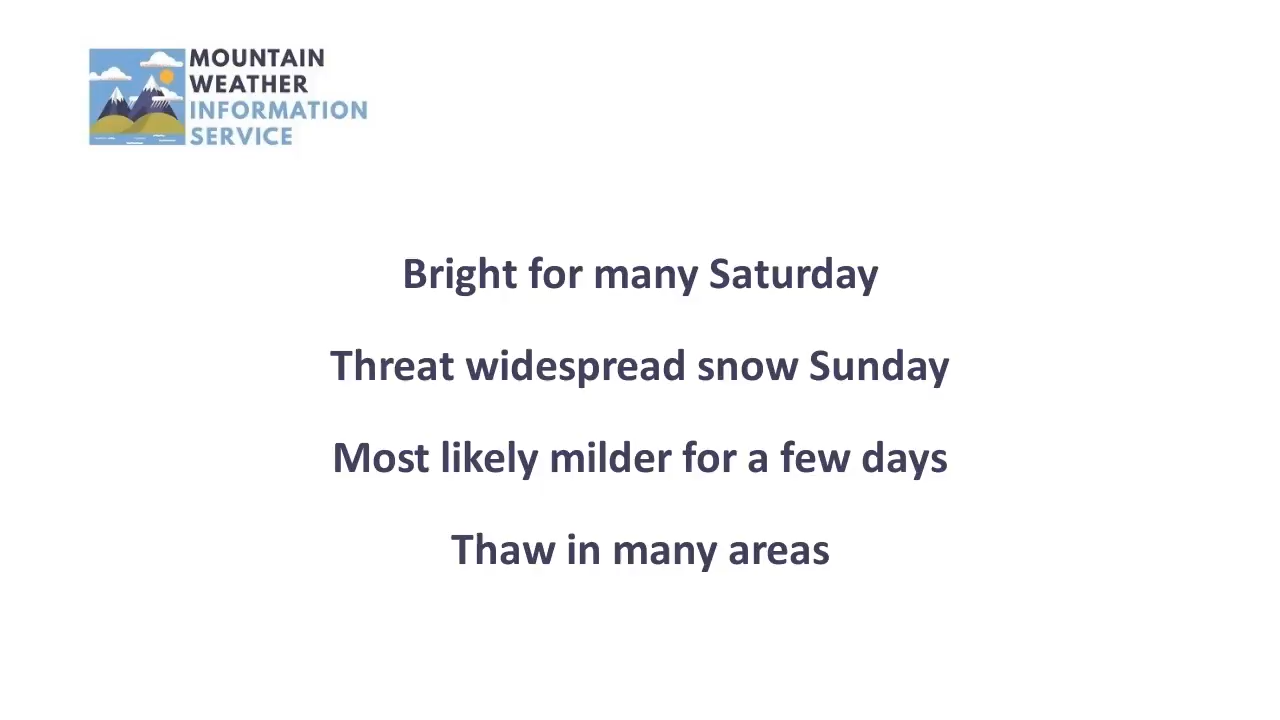 MOUNTAIN
WEATHER
INFORMATION
SERVICE
Bright for many Saturday
Threat widespread snow Sunday
Most likely milder for a few days
Thaw in many areas